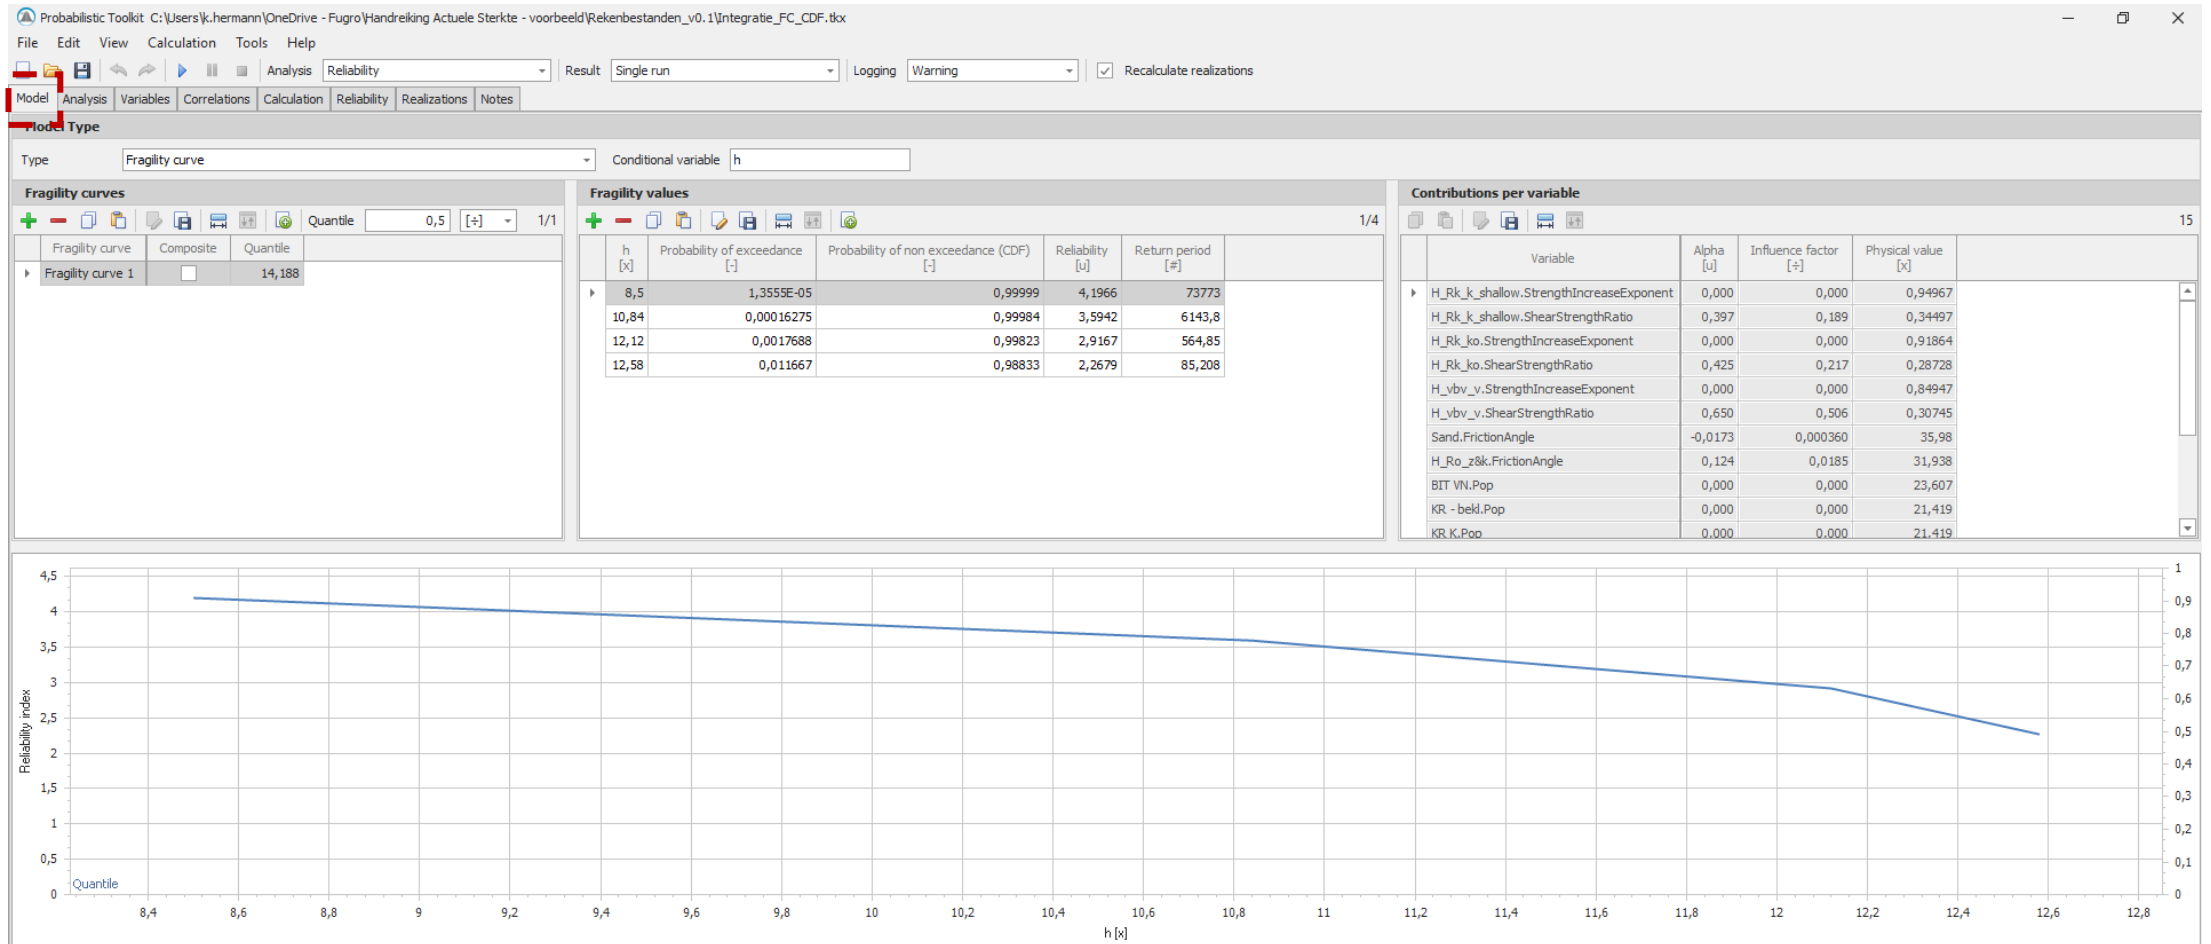 Probabilistic Toolkit C:\Users\k.hermann\OneDrive - Fugro\Handreiking Actuele Sterkte - voorbeeld\Rekenbestanden_v0.1\Integratie_FC_CDF.tkx
File Edit View Calculation Tools Help
Analysis Reliability Result Single run Logging Warning Recalculate realizations
Model Analysis Variables Correlations Calculation Reliability Realizations Notes
Model Type
Type Fragility curve Conditional variable h
Fragility curves
Quantile 0,5 [÷] 1/1
Fragility curve Composite Quantile
Fragility curve 1 14,188
Fragility values
1/4
h [x] Probability of exceedance [-] Probability of non exceedance (CDF) [-] Reliability [u] Return period [#]
8,5 1,3555E-05 0,99999 4,1966 73773
10,84 0,00016275 0,99984 3,5942 6143,8
12,12 0,0017688 0,99823 2,9167 564,85
12,58 0,011667 0,98833 2,2679 85,208
Contributions per variable
15
Variable Alpha [u] Influence factor [÷] Physical value [x]
H_Rk_k_shallow.StrengthIncreaseExponent 0,000 0,000 0,94967
H_Rk_k_shallow.ShearStrengthRatio 0,397 0,189 0,34497
H_Rk_ko.StrengthIncreaseExponent 0,000 0,000 0,91864
H_Rk_ko.ShearStrengthRatio 0,425 0,217 0,28728
H_vbv_v.StrengthIncreaseExponent 0,000 0,000 0,84947
H_vbv_v.ShearStrengthRatio 0,650 0,506 0,30745
Sand.FrictionAngle -0,0173 0,000360 35,98
H_Ro_z&k.FrictionAngle 0,124 0,0185 31,938
BIT VN.Pop 0,000 0,000 23,607
KR - bekl.Pop 0,000 0,000 21,419
KR K.Pop 0,000 0,000 21,419
Reliability index
4,5
4
3,5
3
2,5
2
1,5
1
0,5
0
Quantile
1
0,9
0,8
0,7
0,6
0,5
0,4
0,3
0,2
0,1
0
8,4 8,6 8,8 9 9,2 9,4 9,6 9,8 10 10,2 10,4 10,6 10,8 11 11,2 11,4 11,6 11,8 12 12,2 12,4 12,6 12,8
h [x]